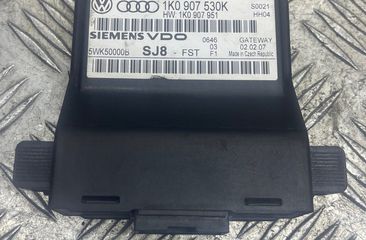 1K0 907 530K S0021
HW: 1K0 907 951 HH04
SIEMENS VDO 0646 GATEWAY
5WK50000b SJ8 - FST 03 02.02.07
F1 Made in Czech Republic